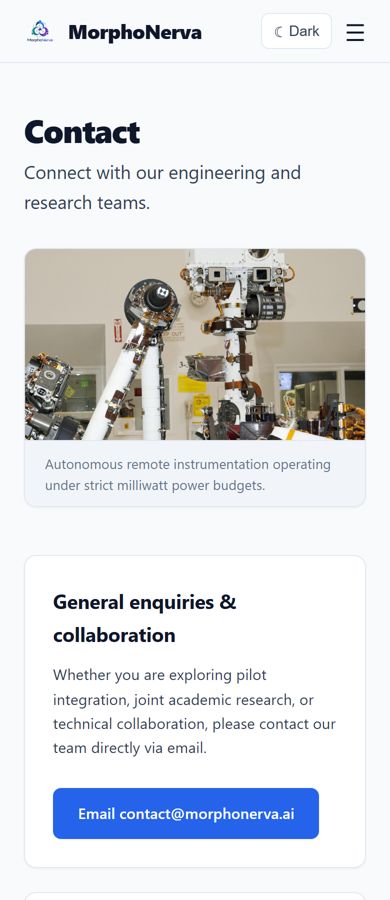 MorphoNerva
MorphoNerva
☾ Dark
Contact
Connect with our engineering and
research teams.
Autonomous remote instrumentation operating
under strict milliwatt power budgets.
General enquiries &
collaboration
Whether you are exploring pilot
integration, joint academic research, or
technical collaboration, please contact our
team directly via email.
Email contact@morphonerva.ai